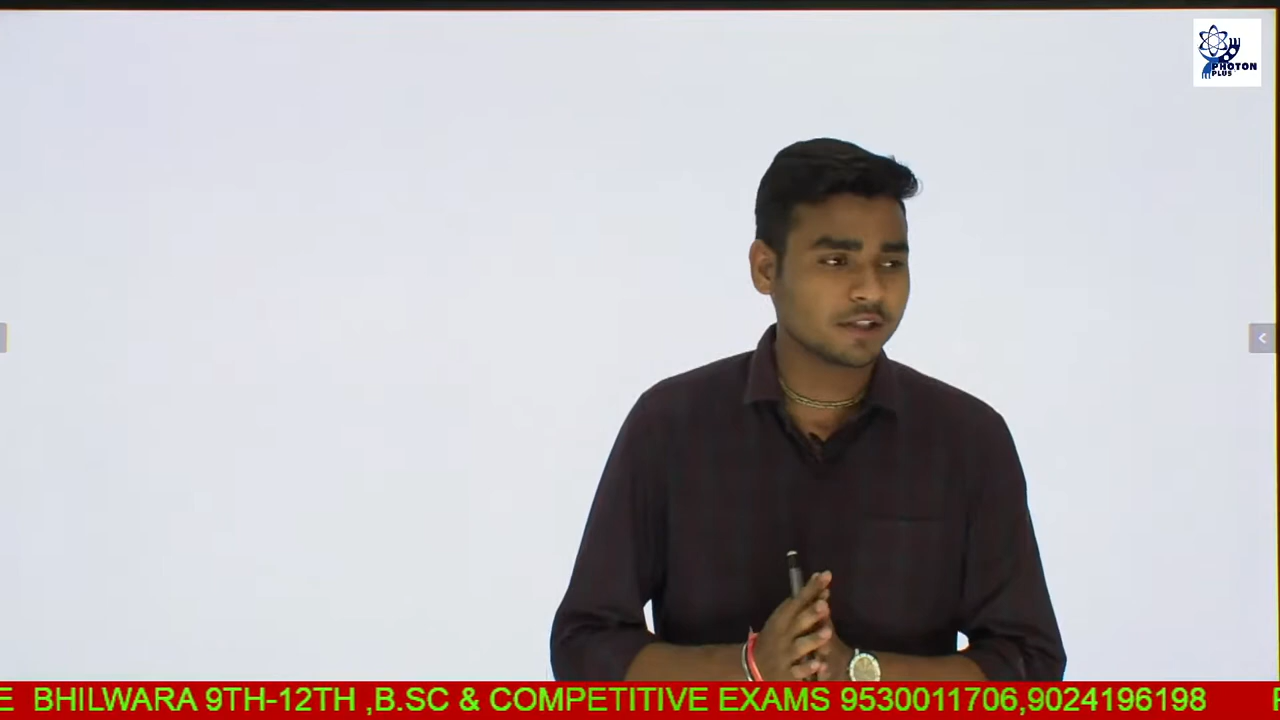 PHOTON
PLUS
E BHILWARA 9TH-12TH ,B.SC & COMPETITIVE EXAMS 9530011706,9024196198